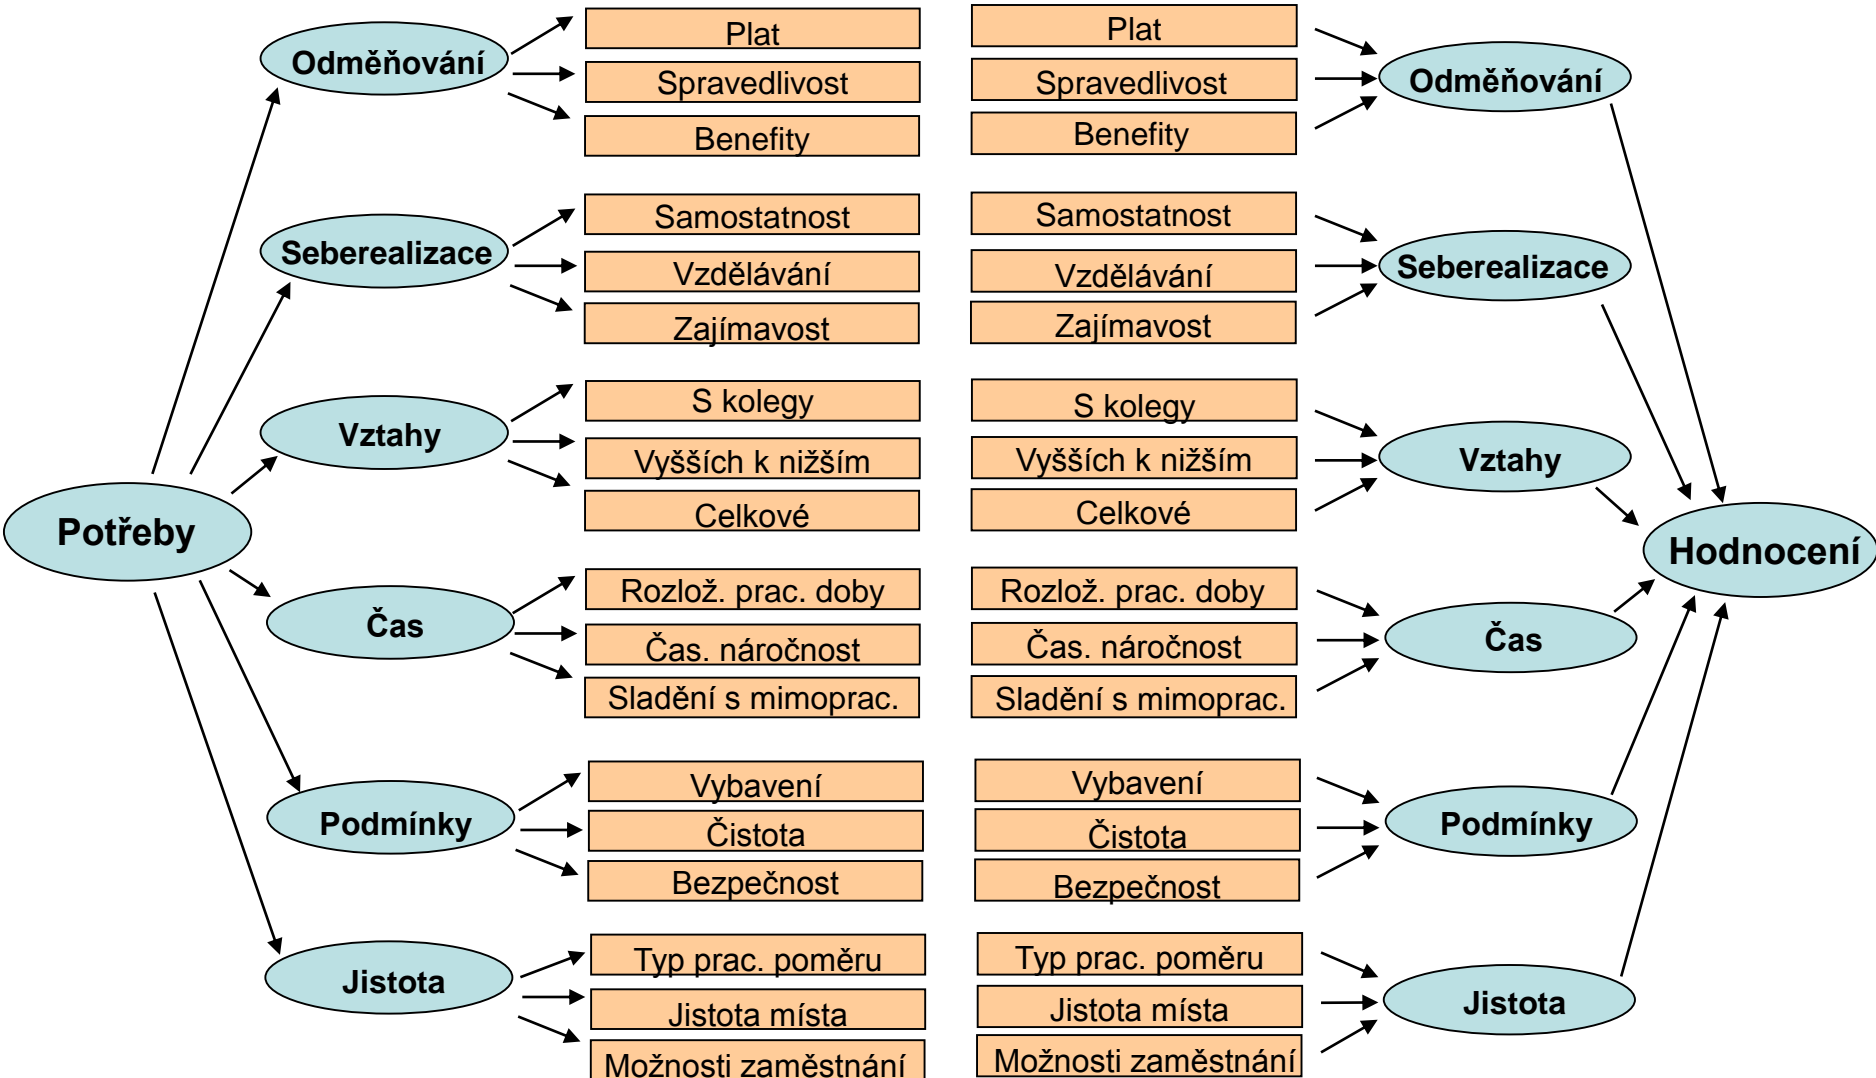 Odměňování
Plat
Spravedlivost
Benefity
Plat
Spravedlivost
Benefity
Odměňování
Seberealizace
Samostatnost
Vzdělávání
Zajímavost
Samostatnost
Vzdělávání
Zajímavost
Seberealizace
Vztahy
S kolegy
Vyšších k nižším
Celkové
S kolegy
Vyšších k nižším
Celkové
Vztahy
Potřeby
Hodnocení
Čas
Rozlož. prac. doby
Čas. náročnost
Sladění s mimoprac.
Rozlož. prac. doby
Čas. náročnost
Sladění s mimoprac.
Čas
Podmínky
Vybavení
Čistota
Bezpečnost
Vybavení
Čistota
Bezpečnost
Podmínky
Jistota
Typ prac. poměru
Jistota místa
Možnosti zaměstnání
Typ prac. poměru
Jistota místa
Možnosti zaměstnání
Jistota